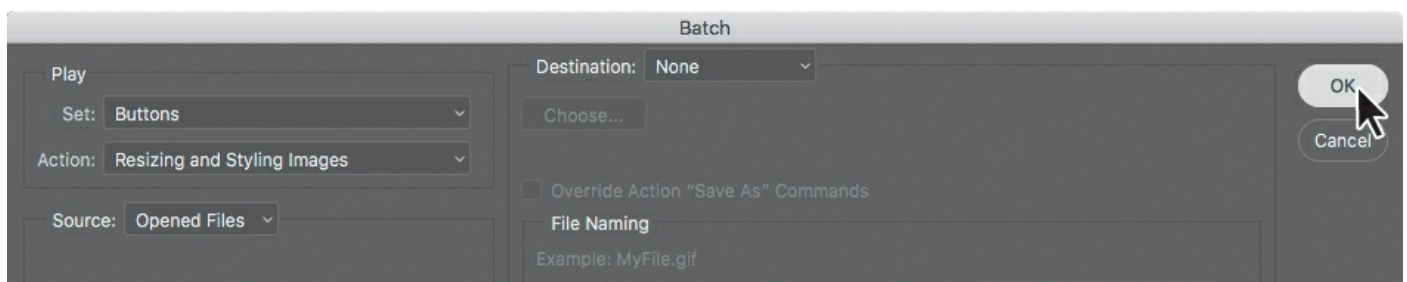 Batch
Play
Set: Buttons
Action: Resizing and Styling Images
Source: Opened Files
Destination: None
Choose...
Override Action "Save As" Commands
File Naming
Example: MyFile.gif
OK
Cancel